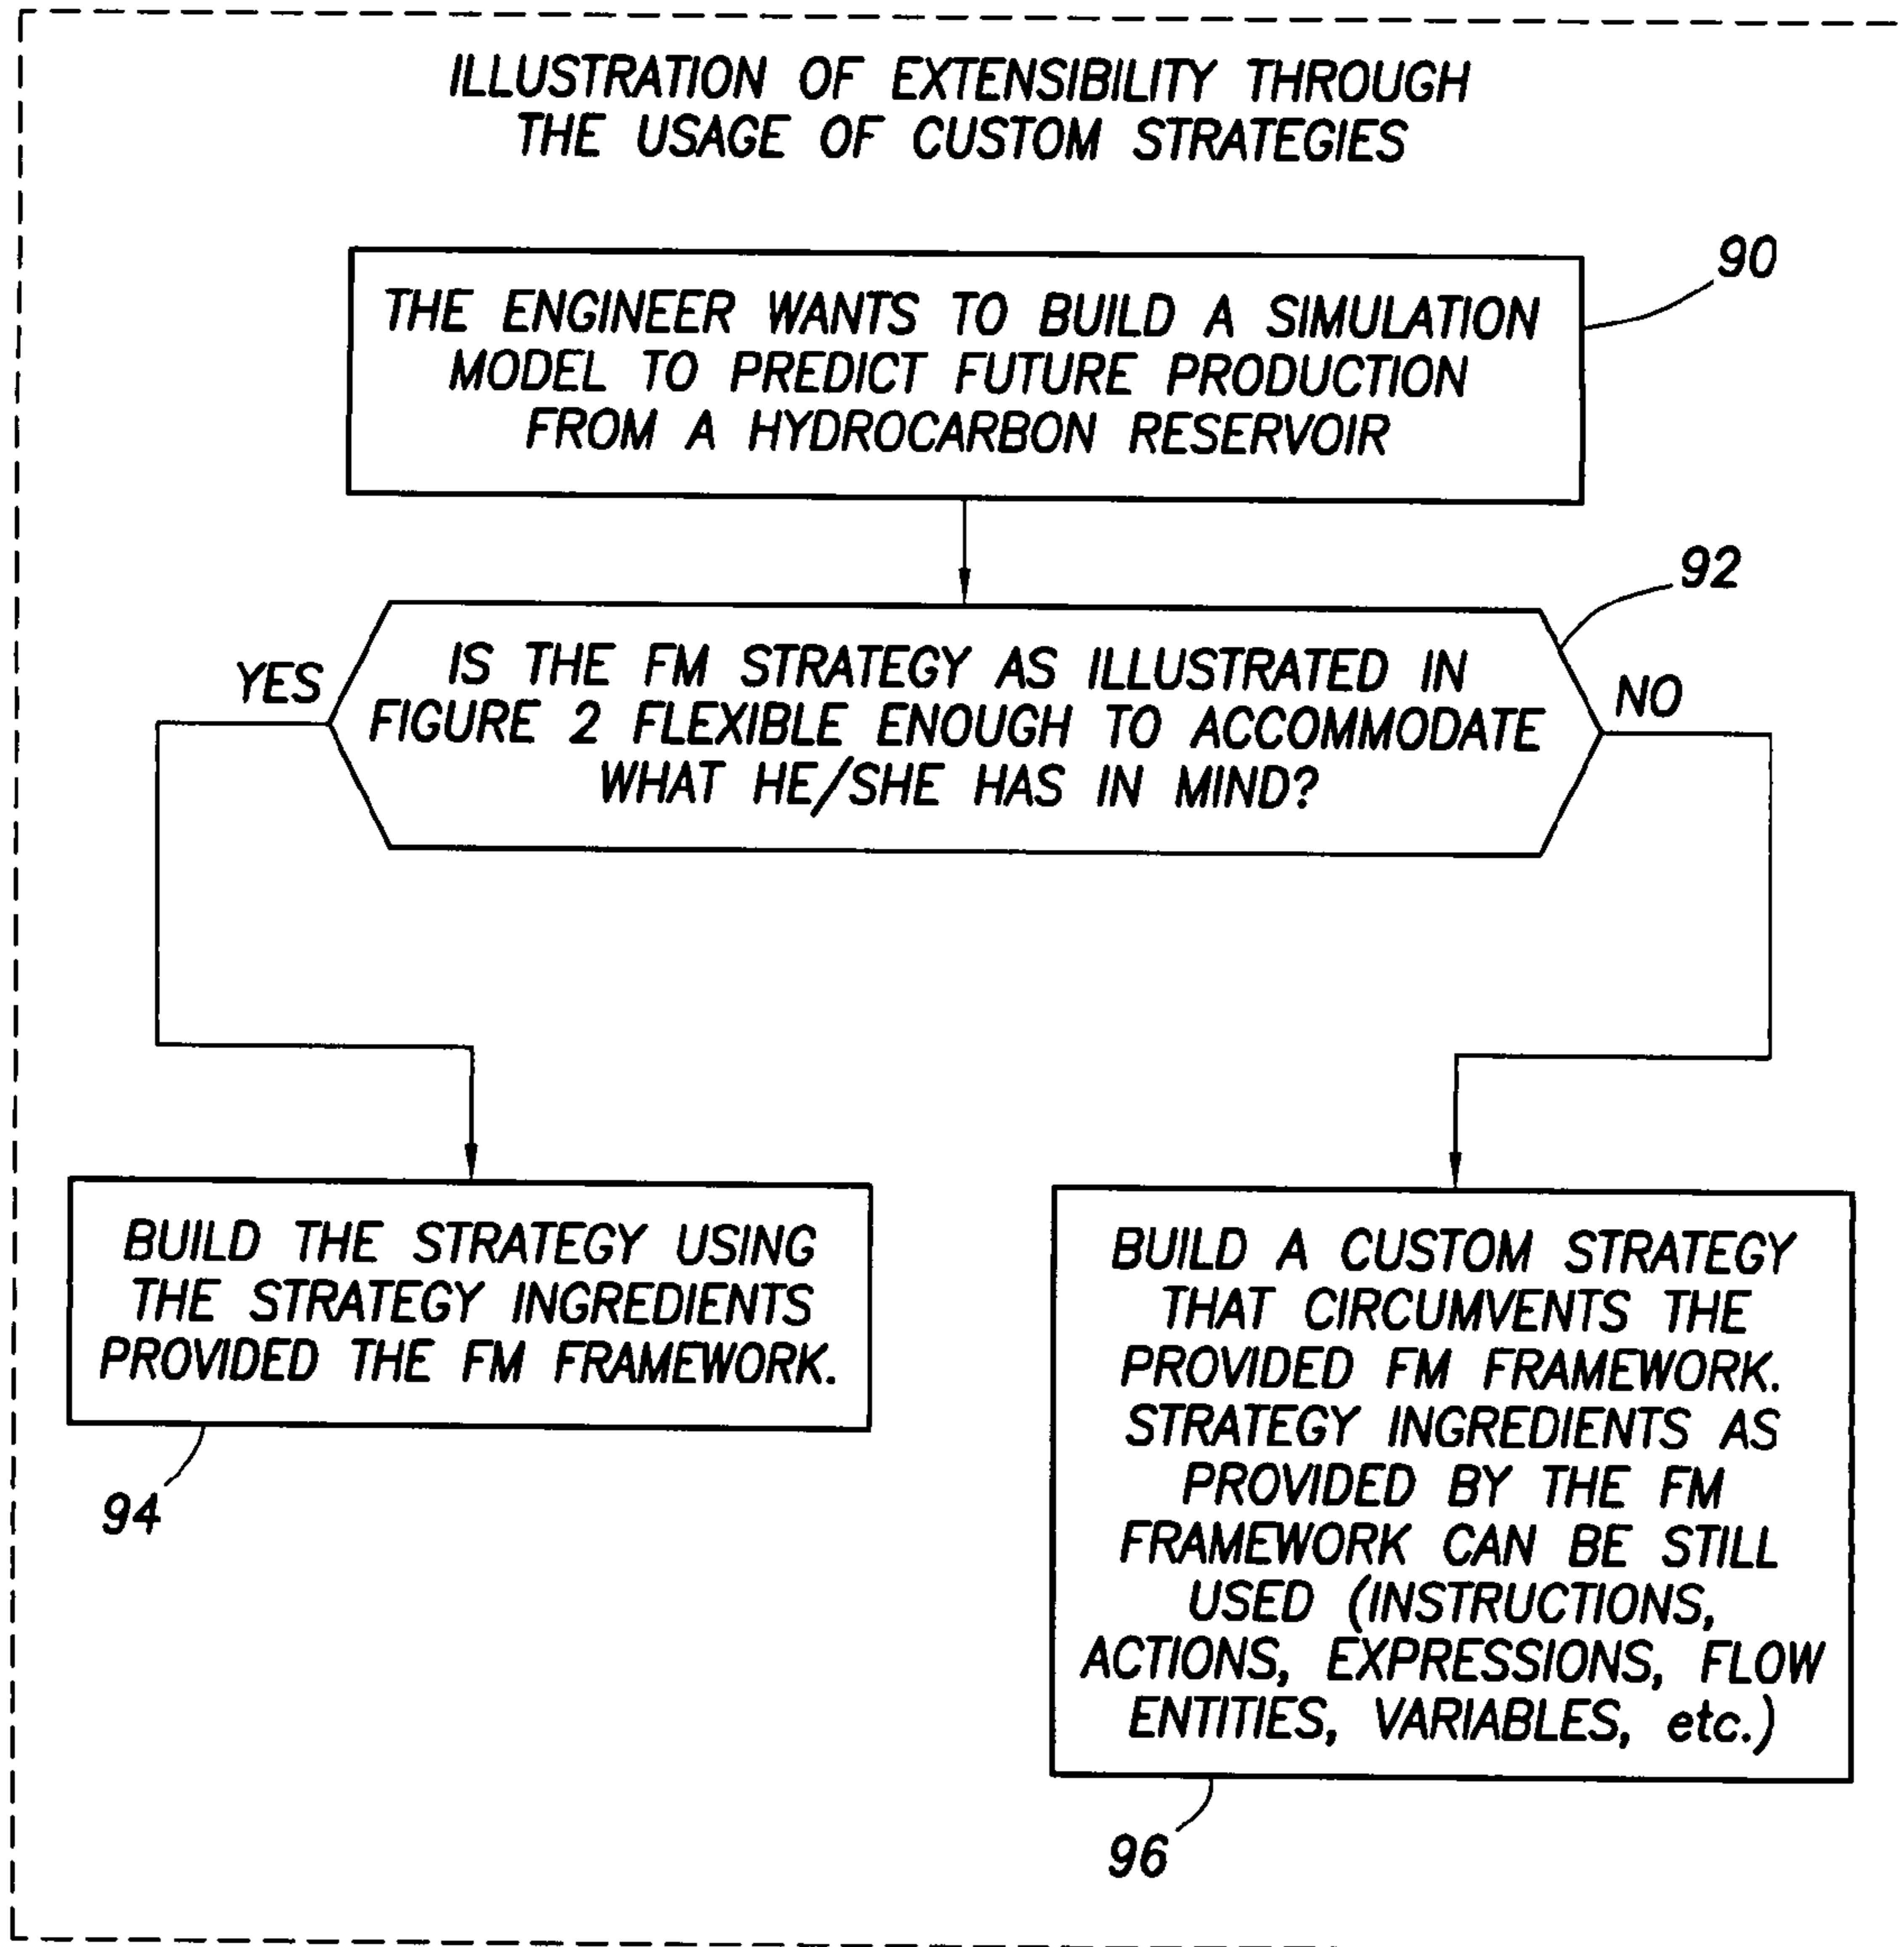 ILLUSTRATION OF EXTENSIBILITY THROUGH
THE USAGE OF CUSTOM STRATEGIES
90
THE ENGINEER WANTS TO BUILD A SIMULATION
MODEL TO PREDICT FUTURE PRODUCTION
FROM A HYDROCARBON RESERVOIR
92
YES
IS THE FM STRATEGY AS ILLUSTRATED IN
FIGURE 2 FLEXIBLE ENOUGH TO ACCOMMODATE
WHAT HE/SHE HAS IN MIND?
NO
BUILD THE STRATEGY USING
THE STRATEGY INGREDIENTS
PROVIDED THE FM FRAMEWORK.
94
BUILD A CUSTOM STRATEGY
THAT CIRCUMVENTS THE
PROVIDED FM FRAMEWORK.
STRATEGY INGREDIENTS AS
PROVIDED BY THE FM
FRAMEWORK CAN BE STILL
USED (INSTRUCTIONS,
ACTIONS, EXPRESSIONS, FLOW
ENTITIES, VARIABLES, etc.)
96